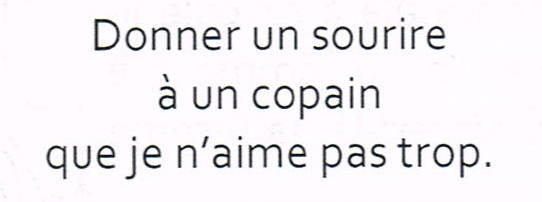 Donner un sourire
à un copain
que je n'aime pas trop.